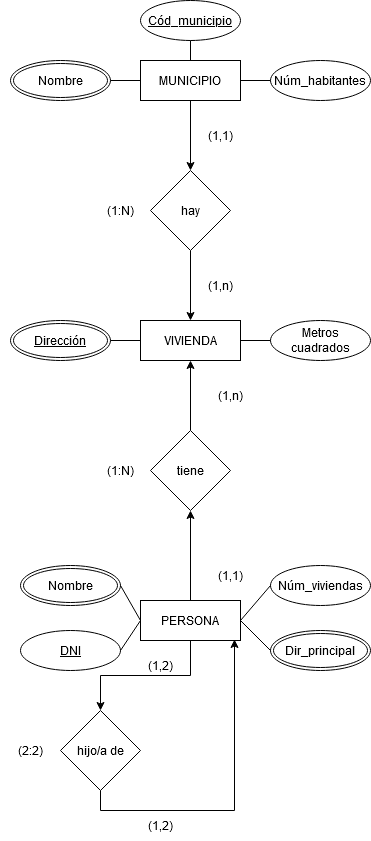 Cód_municipio
Nombre
MUNICIPIO
Núm_habitantes
(1,1)
(1:N)
hay
(1,n)
Dirección
VIVIENDA
Metros
cuadrados
(1,n)
(1:N)
tiene
(1,1)
Nombre
Núm_viviendas
PERSONA
DNI
Dir_principal
(1,2)
(2:2)
hijo/a de
(1,2)